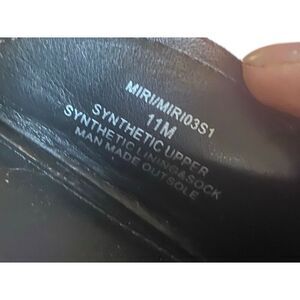 MIRI/MIRI03S1
11M
SYNTHETIC UPPER
SYNTHETIC LINING&SOCK
MAN MADE OUTSOLE